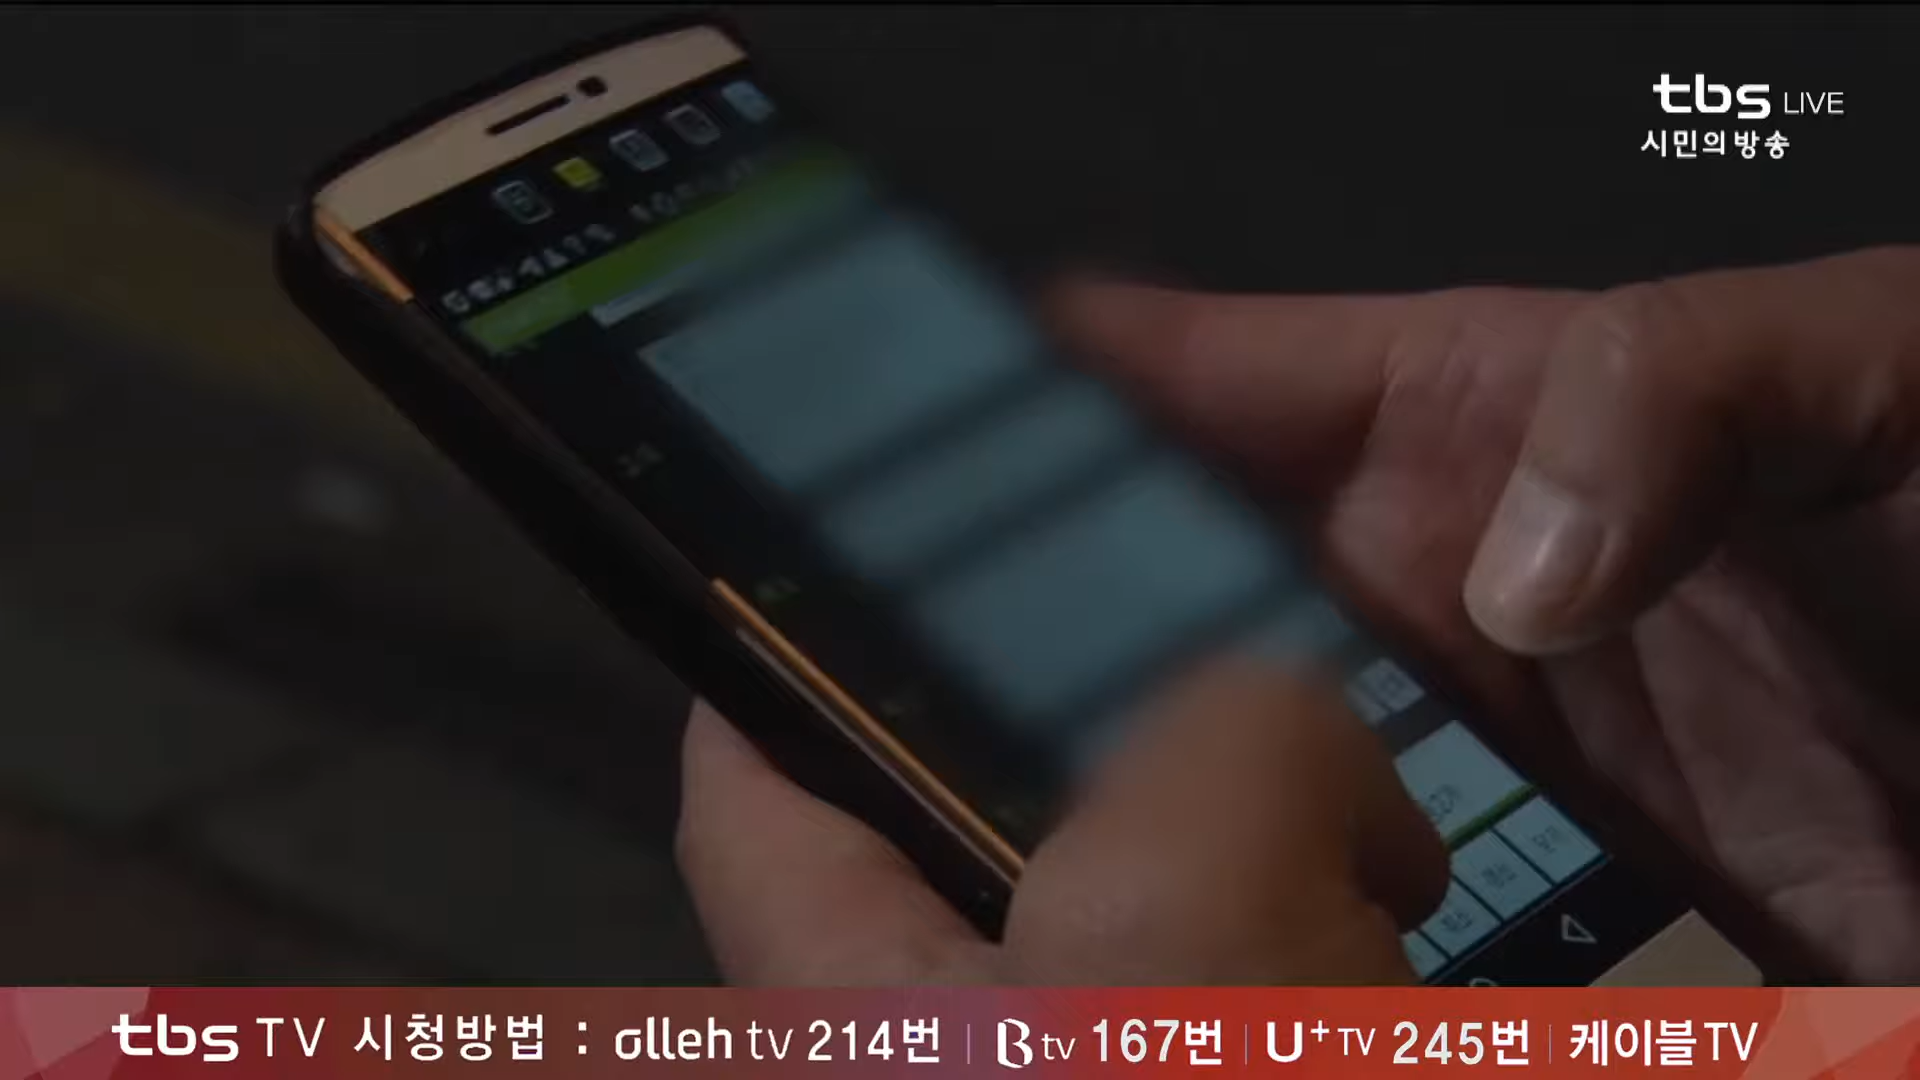 tbs LIVE
시민의방송
tbs TV 시청방법 : olleh tv 214번 | B tv 167번 | U+TV 245번 | 케이블TV